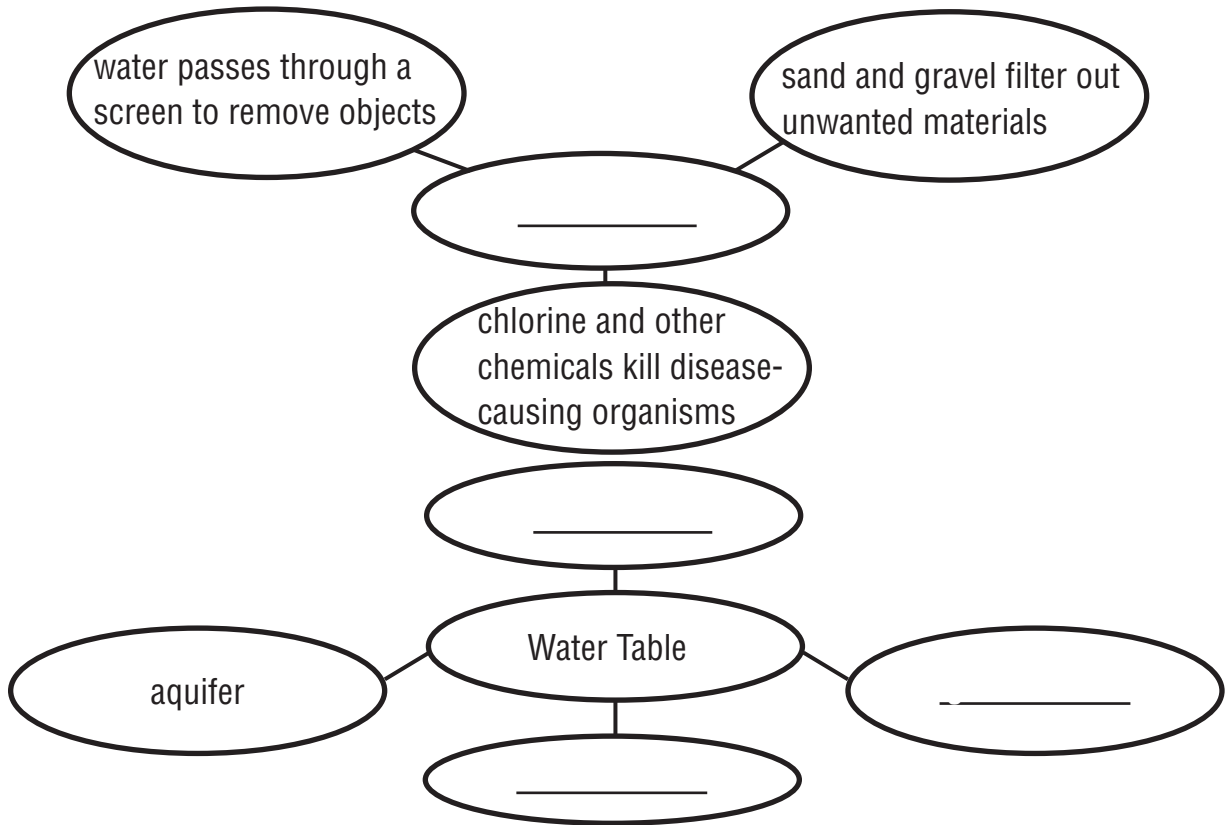 water passes through a
screen to remove objects
sand and gravel filter out
unwanted materials
chlorine and other
chemicals kill disease-
causing organisms
Water Table
aquifer